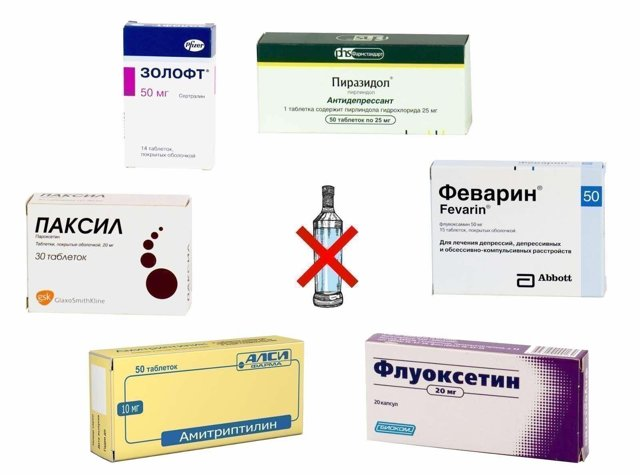 Pfizer
ЗОЛОФТ®
50 мг
Сертралин
14 таблеток,
покрытых оболочкой
phs Фармстандарт
Пиразидол®
пирлиндол
Антидепрессант
1 таблетка содержит пирлиндола гидрохлорида 25 мг
50 таблеток по 25 мг
ПАКСИЛ
Пароксетин
Таблетки, покрытые оболочкой, 20 мг
30 таблеток
gsk GlaxoSmithKline
Феварин® 50
Fevarin®
флувоксамин 50 мг
15 таблеток, покрытых оболочкой
Для лечения депрессий, депрессивных
и обсессивно-компульсивных расстройств
Abbott
50 таблеток
АЛСИ
ФАРМА
10 мг
Амитриптилин
Флуоксетин
20 мг
20 капсул
БИОКОМ